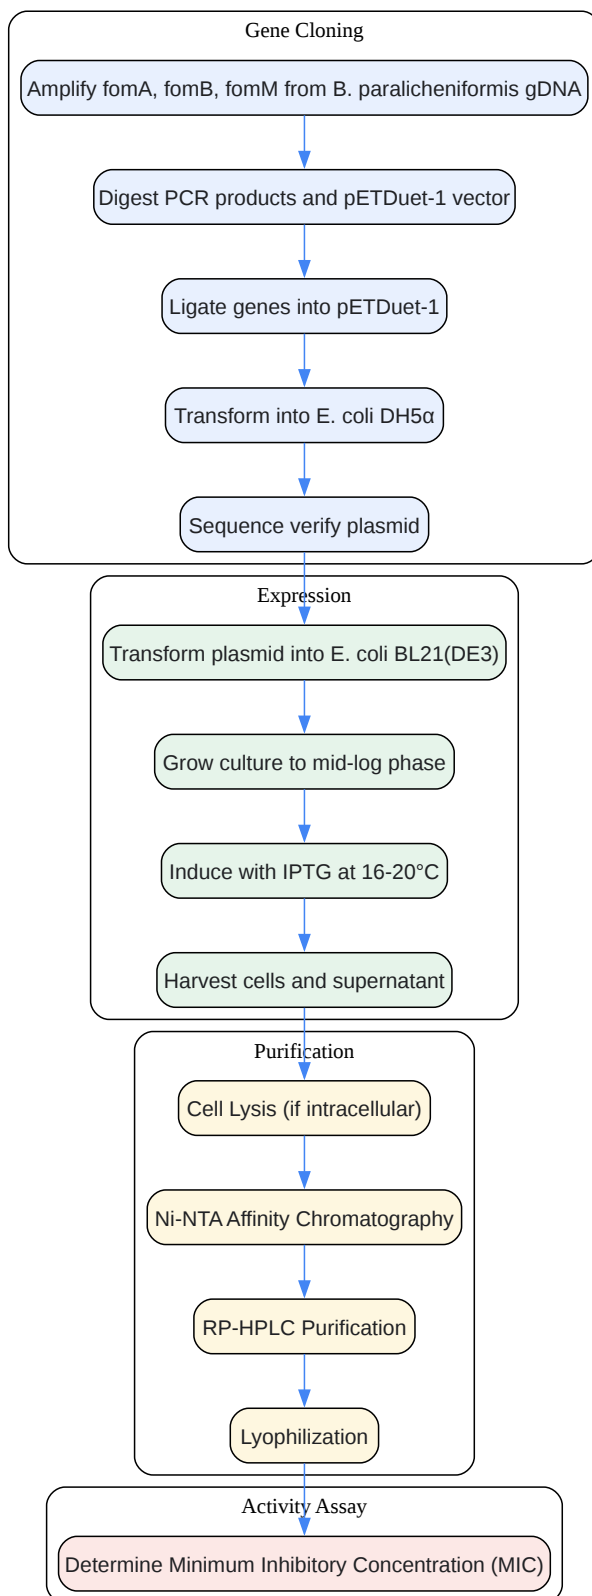 Gene Cloning
Amplify fomA, fomB, fomM from B. paralicheniformis gDNA
Digest PCR products and pETDuet-1 vector
Ligate genes into pETDuet-1
Transform into E. coli DH5α
Sequence verify plasmid
Expression
Transform plasmid into E. coli BL21(DE3)
Grow culture to mid-log phase
Induce with IPTG at 16-20°C
Harvest cells and supernatant
Purification
Cell Lysis (if intracellular)
Ni-NTA Affinity Chromatography
RP-HPLC Purification
Lyophilization
Activity Assay
Determine Minimum Inhibitory Concentration (MIC)